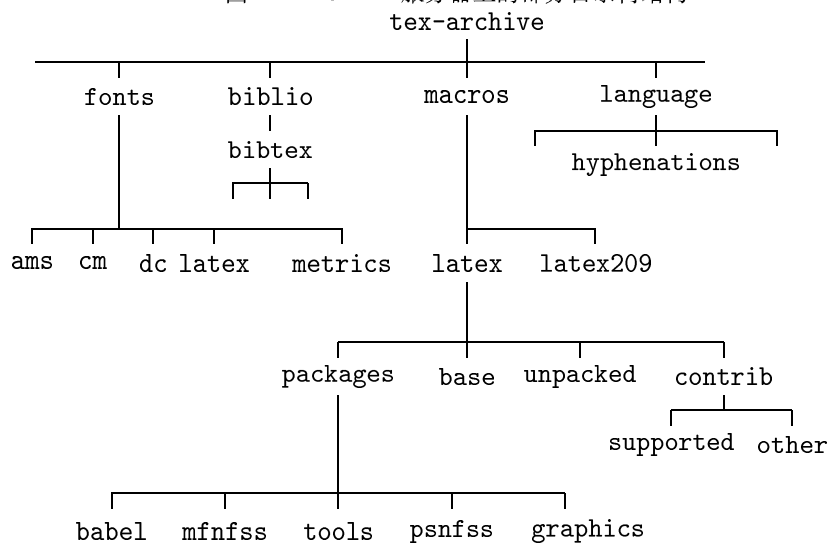 tex-archive
fonts biblio macros language
bibtex hyphenations
ams cm dc latex metrics latex latex209
packages base unpacked contrib
supported other
babel mfnfss tools psnfss graphics